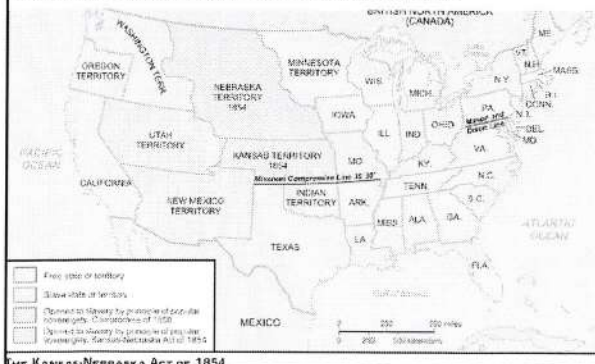 BRITISH NORTH AMERICA
(CANADA)
WASHINGTON TERR.
OREGON
TERRITORY
NEBRASKA
TERRITORY
1854
MINNESOTA
TERRITORY
WIS.
MICH.
ME.
VT.
N.H.
MASS.
N.Y.
R.I.
CONN.
N.J.
PA.
Mason and
Dixon Line
DEL.
MD.
IOWA
ILL
IND
OHIO
VA.
UTAH
TERRITORY
KANSAS TERRITORY
1854
MO.
KY.
PACIFIC
OCEAN
CALIFORNIA
Missouri Compromise Line 36°30'
N.C.
TENN.
NEW MEXICO
TERRITORY
INDIAN
TERRITORY
ARK.
S.C.
MISS
ALA
GA.
ATLANTIC
OCEAN
TEXAS
LA
FLA.
Gulf of Mexico
MEXICO
Free state or territory
Slave state or territory
Opened to slavery by principle of popular
sovereignty, Compromise of 1850
Opened to slavery by principle of popular
sovereignty, Kansas-Nebraska Act of 1854
0 250 500 miles
0 250 500 kilometers
THE KANSAS-NEBRASKA ACT OF 1854